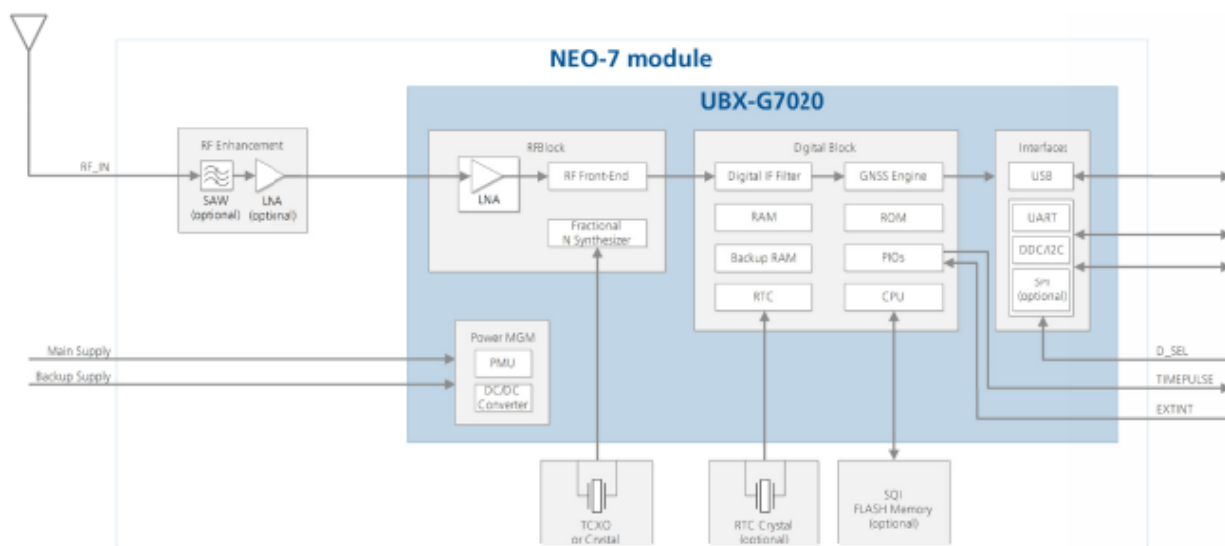 NEO-7 module
UBX-G7020
RF_IN
RF Enhancement
SAW
(optional)
LNA
(optional)
RFBlock
LNA
RF Front-End
Fractional
N Synthesizer
Digital Block
Digital IF Filter
GNSS Engine
RAM
ROM
Backup RAM
PIOs
RTC
CPU
Interfaces
USB
UART
DDC/I2C
SPI
(optional)
Main Supply
Backup Supply
Power MGM
PMU
DC/DC
Converter
D_SEL
TIMEPULSE
EXTINT
TCXO
or Crystal
RTC Crystal
(optional)
SQI
FLASH Memory
(optional)